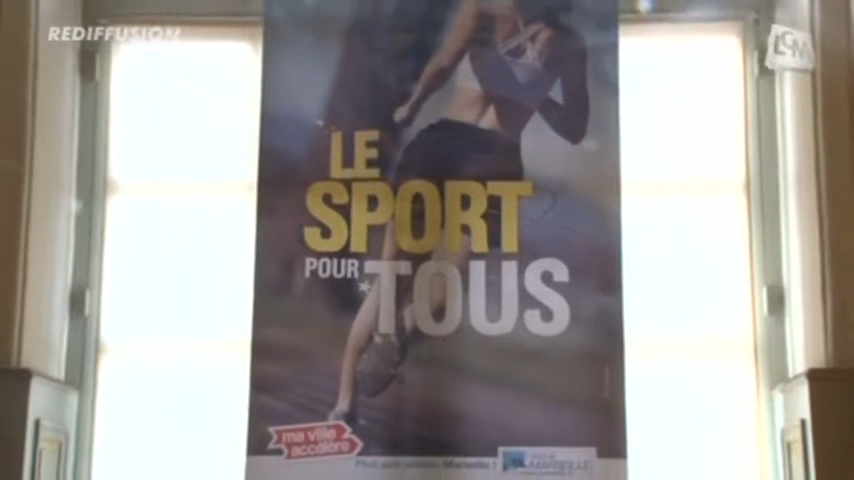 REDIFFUSION
LCM
LE
SPORT
POUR TOUS
ma ville
accélère
Marseille !
MARSEILLE